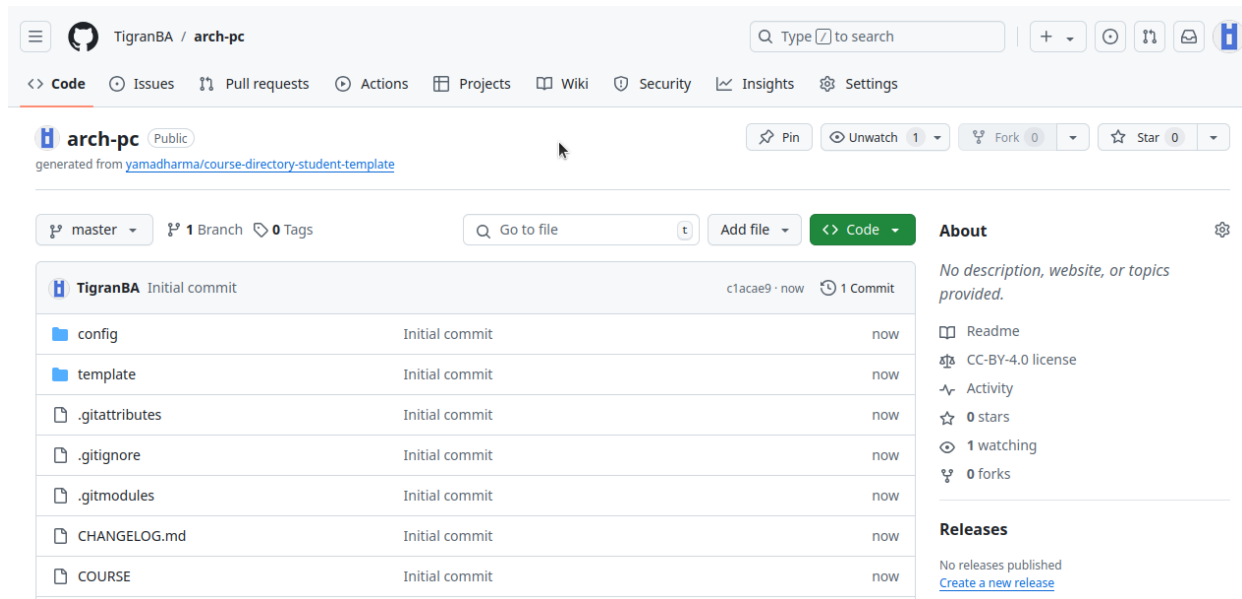 TigranBA / arch-pc
Type / to search
Code Issues Pull requests Actions Projects Wiki Security Insights Settings
arch-pc Public
Pin Unwatch 1 Fork 0 Star 0
generated from yamadharma/course-directory-student-template
master 1 Branch 0 Tags Go to file t Add file Code
TigranBA Initial commit c1acae9 · now 1 Commit
config Initial commit now
template Initial commit now
.gitattributes Initial commit now
.gitignore Initial commit now
.gitmodules Initial commit now
CHANGELOG.md Initial commit now
COURSE Initial commit now
About
No description, website, or topics
provided.
Readme
CC-BY-4.0 license
Activity
0 stars
1 watching
0 forks
Releases
No releases published
Create a new release